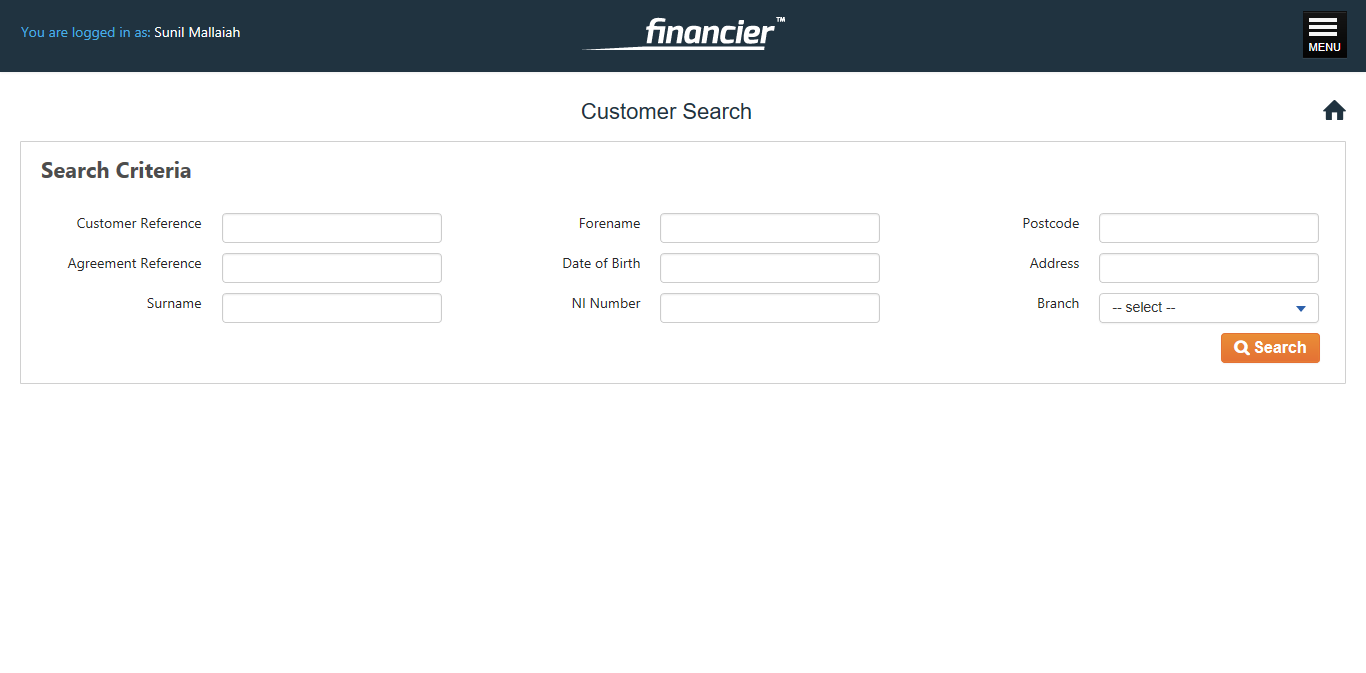 You are logged in as: Sunil Mallaiah
financier™
MENU
Customer Search
Search Criteria
Customer Reference
Forename
Postcode
Agreement Reference
Date of Birth
Address
Surname
NI Number
Branch
-- select --
Search